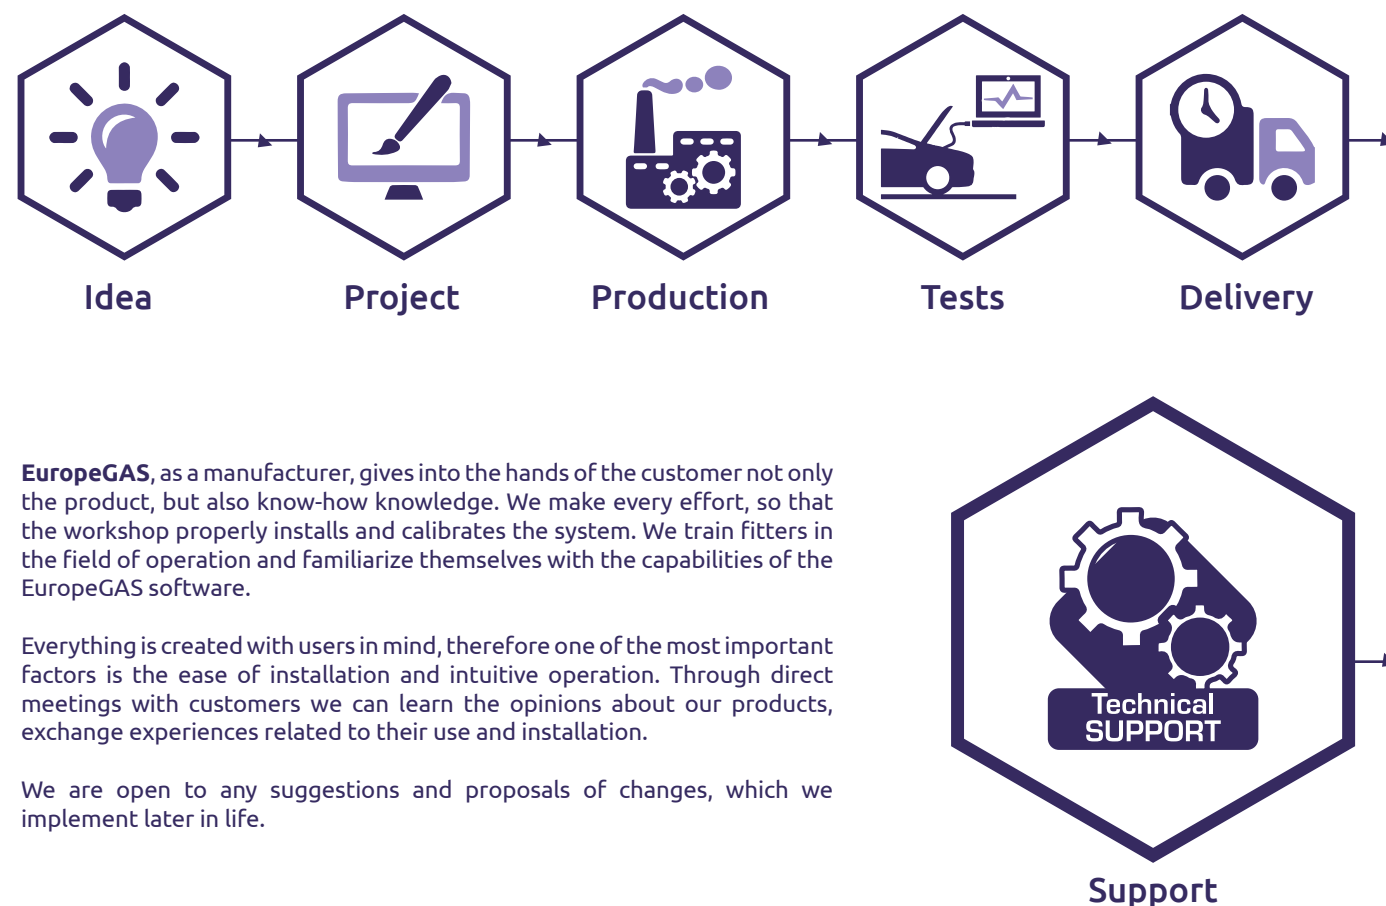 Idea
Project
Production
Tests
Delivery
EuropeGAS, as a manufacturer, gives into the hands of the customer not only
the product, but also know-how knowledge. We make every effort, so that
the workshop properly installs and calibrates the system. We train fitters in
the field of operation and familiarize themselves with the capabilities of the
EuropeGAS software.
Everything is created with users in mind, therefore one of the most important
factors is the ease of installation and intuitive operation. Through direct
meetings with customers we can learn the opinions about our products,
exchange experiences related to their use and installation.
We are open to any suggestions and proposals of changes, which we
implement later in life.
Technical
SUPPORT
Support